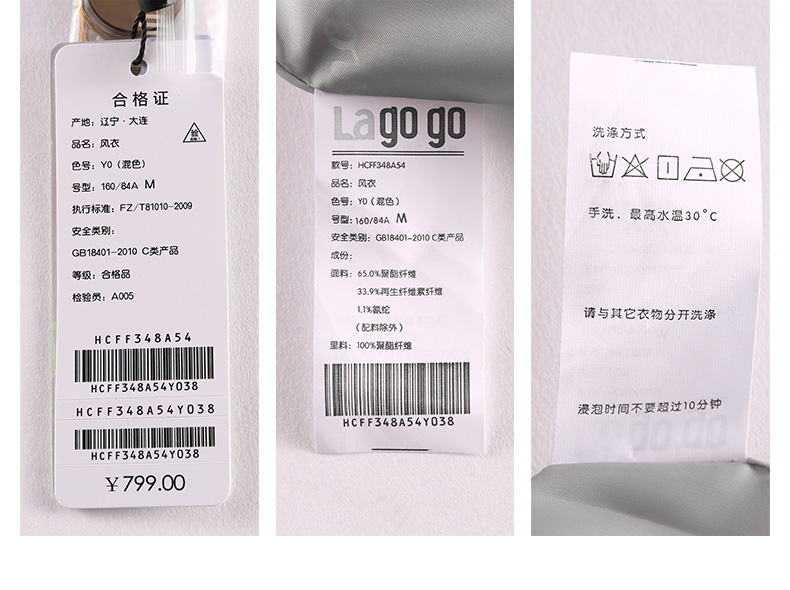 合格证
产地：辽宁·大连
品名：风衣
色号：Y0（混色）
号型：160/84A M
执行标准：FZ/T81010-2009
安全类别：
GB18401-2010 C类产品
等级：合格品
检验员：A005
HCFF348A54
HCFF348A54Y038
HCFF348A54Y038
HCFF348A54Y038
￥799.00
Lagogo
款号：HCFF348A54
品名：风衣
色号：Y0（混色）
号型：160/84A M
安全类别：GB18401-2010 C类产品
成份：
面料：65.0%聚酯纤维
33.9%再生纤维素纤维
1.1%氨纶
（配料除外）
里料：100%聚酯纤维
HCFF348A54Y038
洗涤方式
手洗，最高水温30°C
请与其它衣物分开洗涤
浸泡时间不要超过10分钟